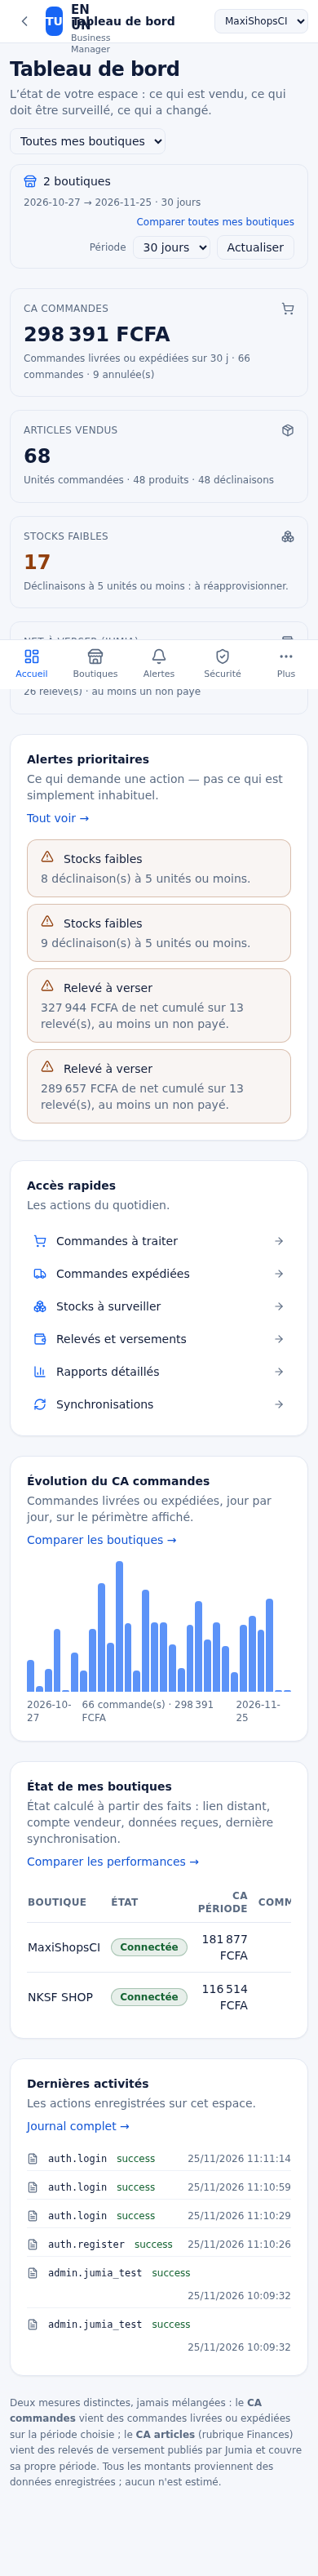 TU
EN
UN
Tableau de bord
Business
Manager
MaxiShopsCI
Tableau de bord
L'état de votre espace : ce qui est vendu, ce qui
doit être surveillé, ce qui a changé.
Toutes mes boutiques
2 boutiques
2026-10-27 → 2026-11-25 · 30 jours
Comparer toutes mes boutiques
Période
30 jours
Actualiser
CA COMMANDES
298 391 FCFA
Commandes livrées ou expédiées sur 30 j · 66
commandes · 9 annulée(s)
ARTICLES VENDUS
68
Unités commandées · 48 produits · 48 déclinaisons
STOCKS FAIBLES
17
Déclinaisons à 5 unités ou moins : à réapprovisionner.
NET À VERSER (JUMIA)
Accueil
Boutiques
Alertes
Sécurité
Plus
26 relevé(s) · au moins un non payé
Alertes prioritaires
Ce qui demande une action — pas ce qui est
simplement inhabituel.
Tout voir →
Stocks faibles
8 déclinaison(s) à 5 unités ou moins.
Stocks faibles
9 déclinaison(s) à 5 unités ou moins.
Relevé à verser
327 944 FCFA de net cumulé sur 13
relevé(s), au moins un non payé.
Relevé à verser
289 657 FCFA de net cumulé sur 13
relevé(s), au moins un non payé.
Accès rapides
Les actions du quotidien.
Commandes à traiter
Commandes expédiées
Stocks à surveiller
Relevés et versements
Rapports détaillés
Synchronisations
Évolution du CA commandes
Commandes livrées ou expédiées, jour par
jour, sur le périmètre affiché.
Comparer les boutiques →
2026-10-
27
66 commande(s) · 298 391
FCFA
2026-11-
25
État de mes boutiques
État calculé à partir des faits : lien distant,
compte vendeur, données reçues, dernière
synchronisation.
Comparer les performances →
BOUTIQUE
ÉTAT
CA
PÉRIODE
COMM
MaxiShopsCI
Connectée
181 877
FCFA
NKSF SHOP
Connectée
116 514
FCFA
Dernières activités
Les actions enregistrées sur cet espace.
Journal complet →
auth.login success 25/11/2026 11:11:14
auth.login success 25/11/2026 11:10:59
auth.login success 25/11/2026 11:10:29
auth.register success 25/11/2026 11:10:26
admin.jumia_test success
25/11/2026 10:09:32
admin.jumia_test success
25/11/2026 10:09:32
Deux mesures distinctes, jamais mélangées : le CA
commandes vient des commandes livrées ou expédiées
sur la période choisie ; le CA articles (rubrique Finances)
vient des relevés de versement publiés par Jumia et couvre
sa propre période. Tous les montants proviennent des
données enregistrées ; aucun n'est estimé.